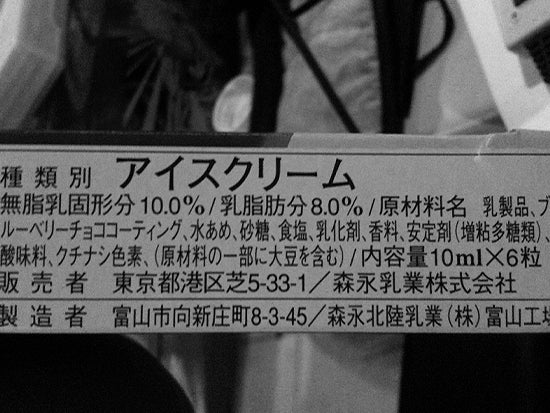 種類別 アイスクリーム
無脂乳固形分10.0%/乳脂肪分8.0%/原材料名 乳製品、ブ
ルーベリーチョココーティング、水あめ、砂糖、食塩、乳化剤、香料、安定剤(増粘多糖類)、
酸味料、クチナシ色素、(原材料の一部に大豆を含む)/内容量10ml×6粒
販売者 東京都港区芝5-33-1/森永乳業株式会社
製造者 富山市向新庄町8-3-45/森永北陸乳業(株)富山工場